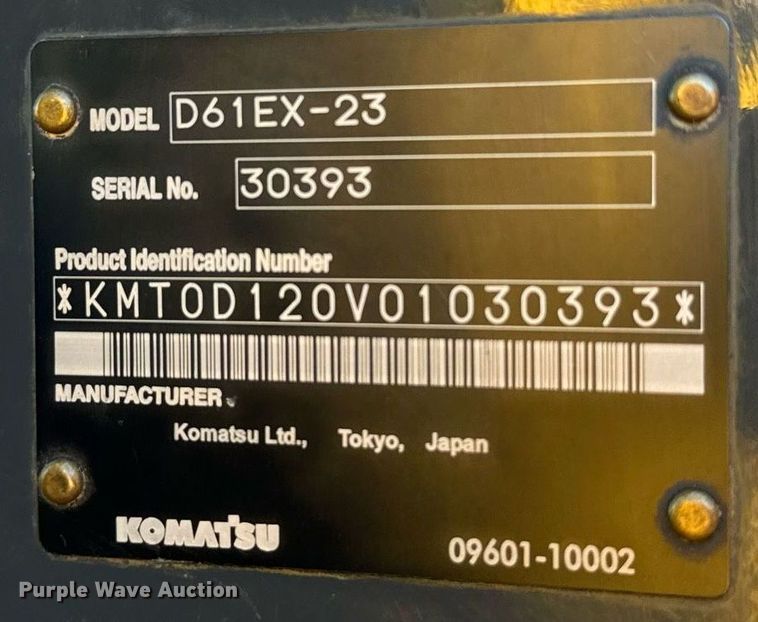 MODEL D61EX-23
SERIAL No. 30393
Product Identification Number
*KMT0D120V01030393*
MANUFACTURER
Komatsu Ltd., Tokyo, Japan
KOMATSU
09601-10002
Purple Wave Auction